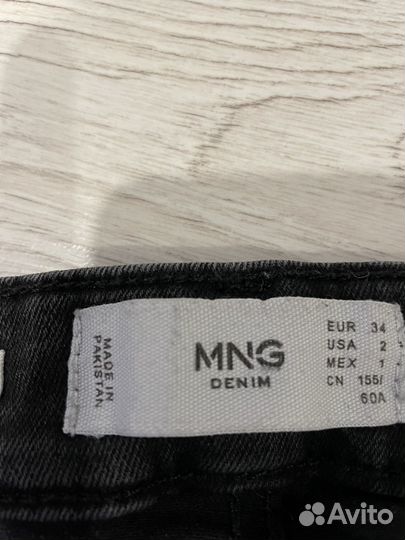 MADE IN
PAKISTAN
MNG
DENIM
EUR 34
USA 2
MEX 1
CN 155/
60A
Avito